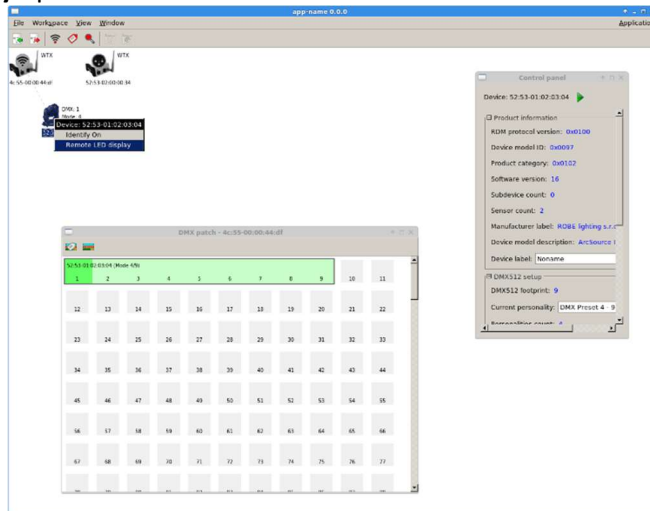 app-name 0.0.0
File Workspace View Window
WTX
WTX
4c:55-00:00:44:df
52:53-02:00:00:34
DMX: 1
Device: 52:53-01:02:03:04
Identify On
Remote LED display
Control panel
Device: 52:53-01:02:03:04
Product information
RDM protocol version: 0x0100
Device model ID: 0x0097
Product category: 0x0102
Software version: 16
Subdevice count: 0
Sensor count: 2
Manufacturer label: ROBE lighting s.r.o
Device model description: ArcSource
Device label: Noname
DMX512 setup
DMX512 footprint: 9
Current personality: DMX Preset 4 - 9
Personalities count:
DMX patch - 4c:55-00:00:44:df
52:53-01:02:03:04 (Mode 4/6)
1 2 3 4 5 6 7 8 9 10 11
12 13 14 15 16 17 18 19 20 21 22
23 24 25 26 27 28 29 30 31 32 33
34 35 36 37 38 39 40 41 42 43 44
45 46 47 48 49 50 51 52 53 54 55
56 57 58 59 60 61 62 63 64 65 66
67 68 69 70 71 72 73 74 75 76 77